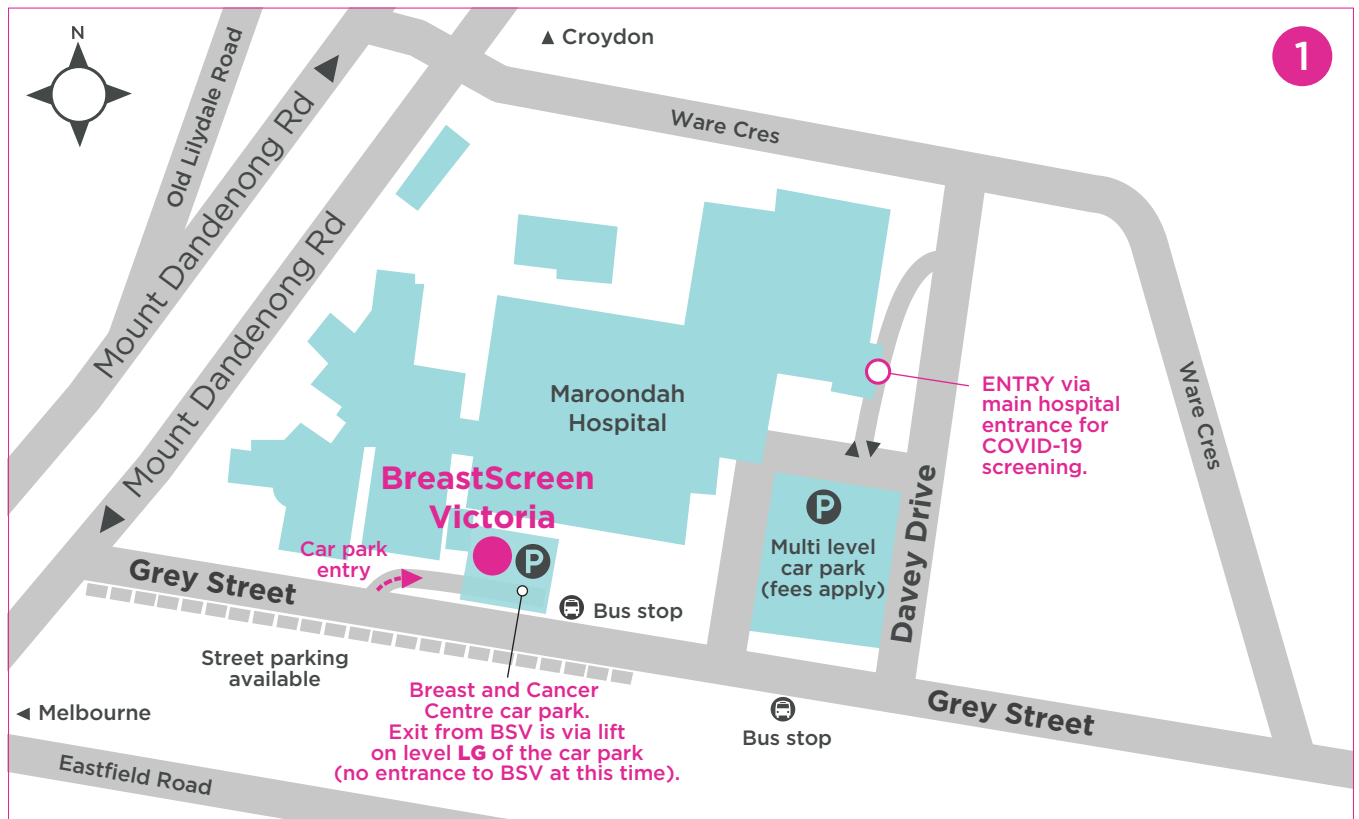 N
▲ Croydon
1
Old Lilydale Road
Mount Dandenong Rd
Mount Dandenong Rd
Ware Cres
Ware Cres
Maroondah
Hospital
ENTRY via
main hospital
entrance for
COVID-19
screening.
BreastScreen
Victoria
P
P
Multi level
car park
(fees apply)
Davey Drive
Car park
entry
Grey Street
Bus stop
Street parking
available
Breast and Cancer
Centre car park.
Exit from BSV is via lift
on level LG of the car park
(no entrance to BSV at this time).
Grey Street
Bus stop
◄ Melbourne
Eastfield Road